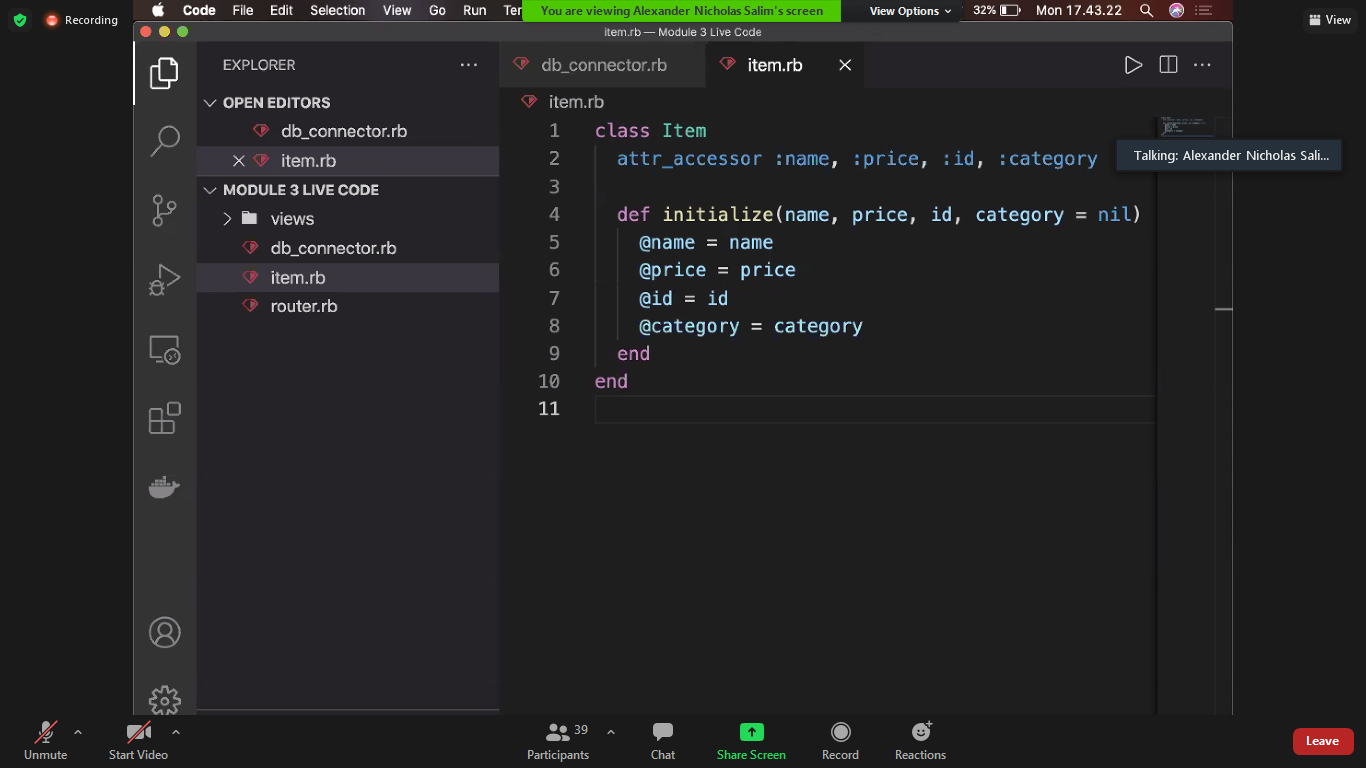 Recording
Code File Edit Selection View Go Run Ter
You are viewing Alexander Nicholas Salim's screen
View Options
32% Mon 17.43.22
View
item.rb — Module 3 Live Code
EXPLORER
db_connector.rb
item.rb
OPEN EDITORS
db_connector.rb
item.rb
MODULE 3 LIVE CODE
views
db_connector.rb
item.rb
router.rb
item.rb
1 class Item
2 attr_accessor :name, :price, :id, :category
3
4 def initialize(name, price, id, category = nil)
5 @name = name
6 @price = price
7 @id = id
8 @category = category
9 end
10 end
11
Talking: Alexander Nicholas Sali...
Unmute
Start Video
Participants 39
Chat
Share Screen
Record
Reactions
Leave